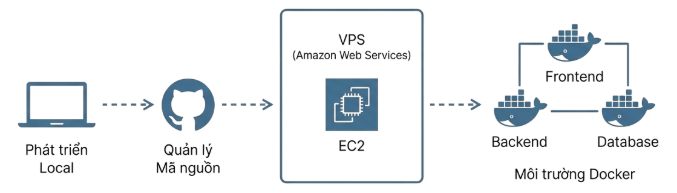 Phát triển
Local
Quản lý
Mã nguồn
VPS
(Amazon Web Services)
EC2
Frontend
Backend
Database
Môi trường Docker